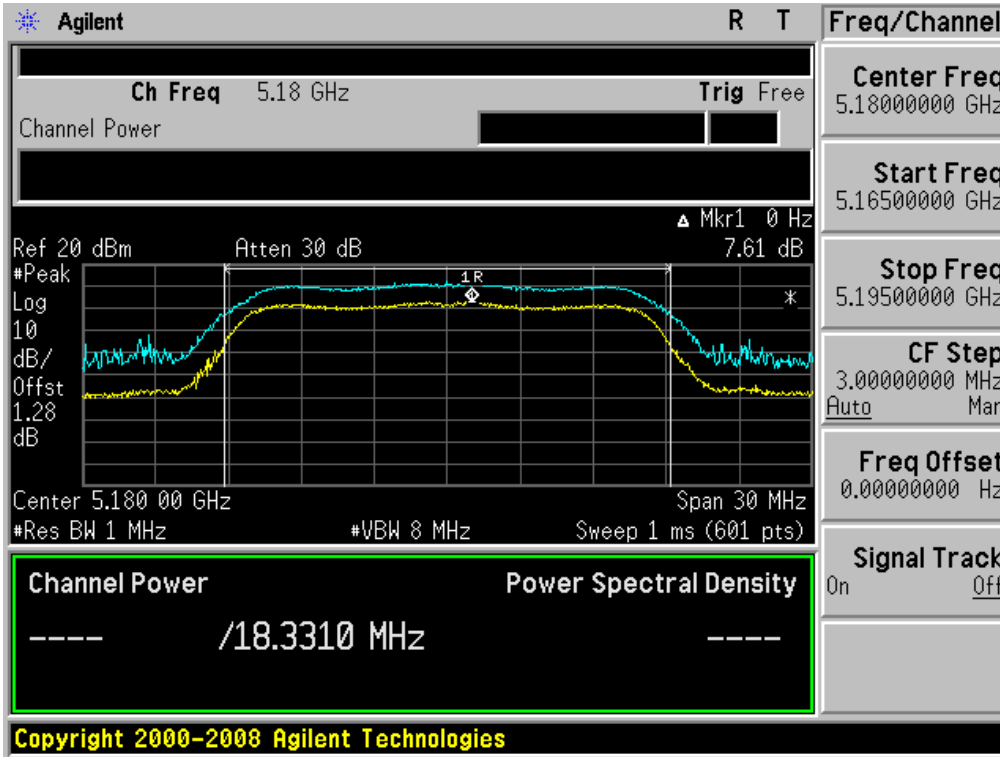 Agilent R T Freq/Channel
Ch Freq 5.18 GHz Trig Free
Channel Power
Center Freq
5.18000000 GHz
Start Freq
5.16500000 GHz
Stop Freq
5.19500000 GHz
CF Step
3.00000000 MHz
Auto Man
Freq Offset
0.00000000 Hz
Signal Track
On Off
Mkr1 0 Hz
Ref 20 dBm Atten 30 dB 7.61 dB
#Peak
Log
10
dB/
Offst
1.28
dB
1R
1
*
Center 5.180 00 GHz Span 30 MHz
#Res BW 1 MHz #VBW 8 MHz Sweep 1 ms (601 pts)
Channel Power Power Spectral Density
---- /18.3310 MHz ----
Copyright 2000-2008 Agilent Technologies